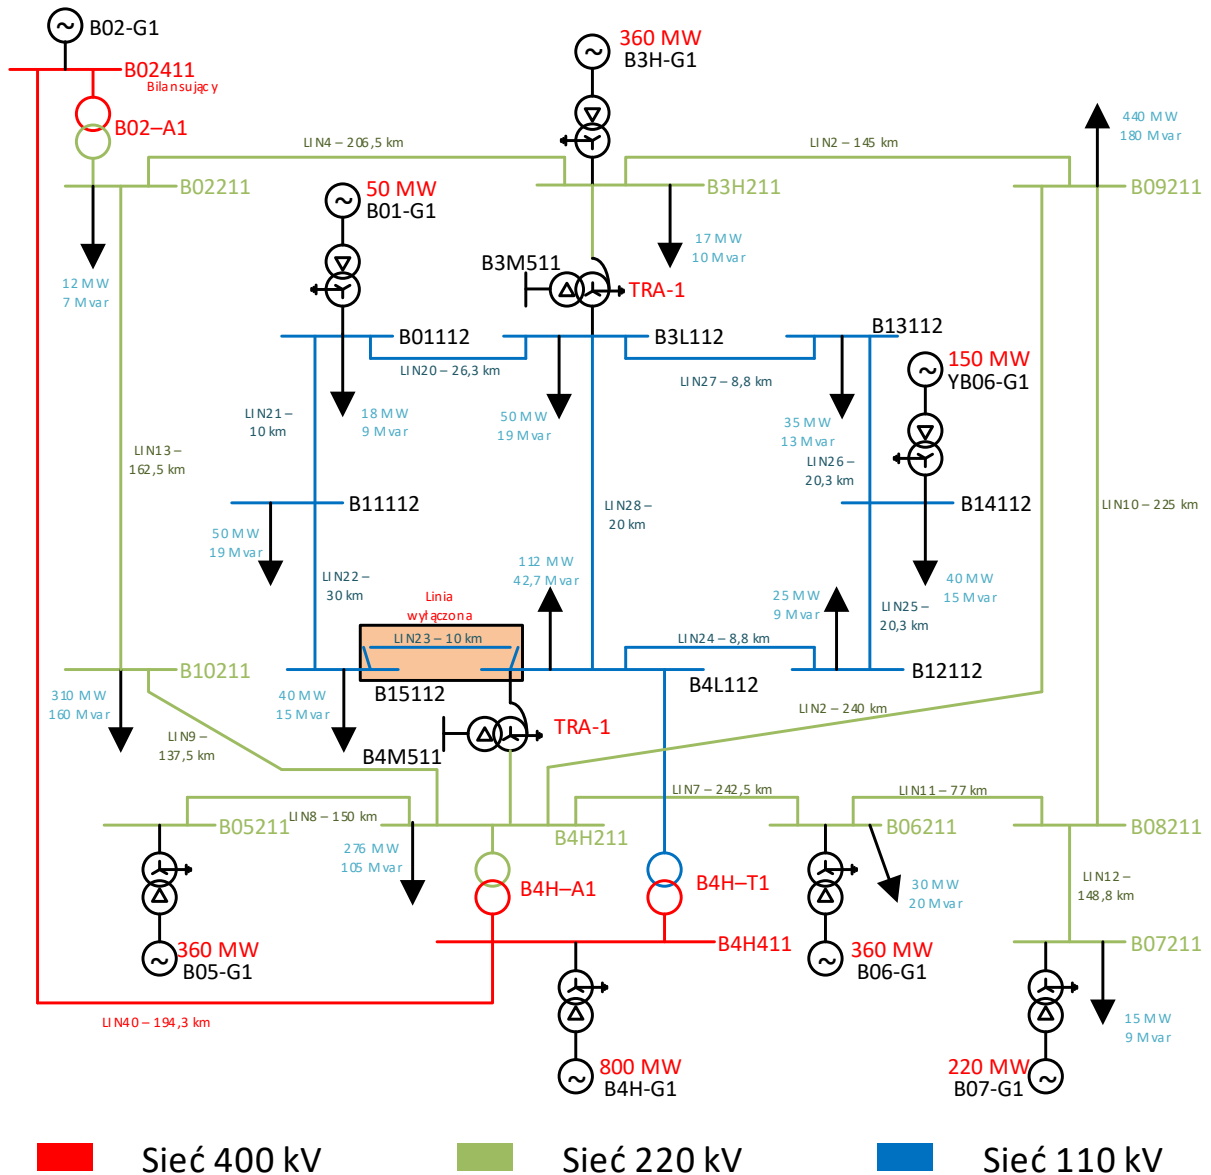 B02-G1
B02411
Bilansujący
B02–A1
360 MW
B3H-G1
440 MW
180 Mvar
LIN4 – 206,5 km
LIN2 – 145 km
B02211
B3H211
B09211
50 MW
B01-G1
12 MW
7 Mvar
17 MW
10 Mvar
B3M511
TRA-1
B01112
B3L112
B13112
LIN20 – 26,3 km
LIN27 – 8,8 km
150 MW
YB06-G1
LIN21 –
10 km
18 MW
9 Mvar
50 MW
19 Mvar
35 MW
13 Mvar
LIN13 –
162,5 km
LIN26 –
20,3 km
B11112
LIN28 –
20 km
B14112
LIN10 – 225 km
50 MW
19 Mvar
112 MW
42,7 Mvar
LIN22 –
30 km
Linia
wyłączona
25 MW
9 Mvar
40 MW
15 Mvar
LIN25 –
20,3 km
LIN23 – 10 km
LIN24 – 8,8 km
B10211
B15112
B4L112
B12112
310 MW
160 Mvar
40 MW
15 Mvar
LIN2 – 240 km
TRA-1
LIN9 –
137,5 km
B4M511
LIN7 – 242,5 km
LIN11 – 77 km
LIN8 – 150 km
B05211
B4H211
B06211
B08211
276 MW
105 Mvar
B4H–A1
B4H–T1
30 MW
20 Mvar
LIN12 –
148,8 km
360 MW
B05-G1
B4H411
360 MW
B06-G1
B07211
LIN40 – 194,3 km
15 MW
9 Mvar
800 MW
B4H-G1
220 MW
B07-G1
Sieć 400 kV
Sieć 220 kV
Sieć 110 kV